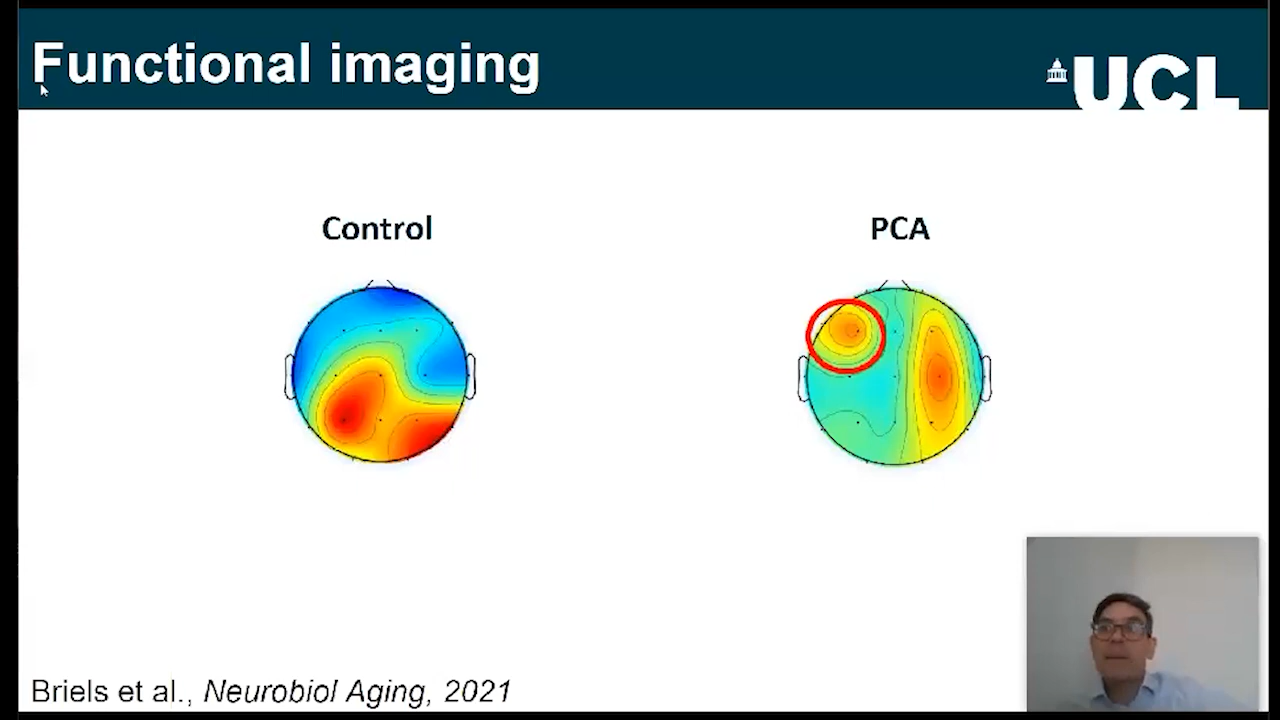 Functional imaging
UCL
Control
PCA
Briels et al., Neurobiol Aging, 2021